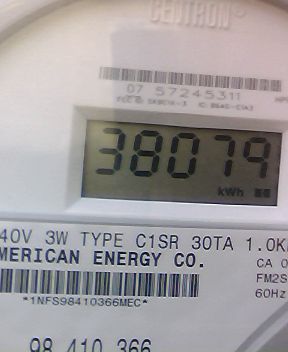 CENTRON®
07 57245311
38079
kWh
40V 3W TYPE C1SR 30TA 1.0K
MERICAN ENERGY CO.
CA 0
FM2S
60Hz
*1NFS98410366MEC*
98 410 366